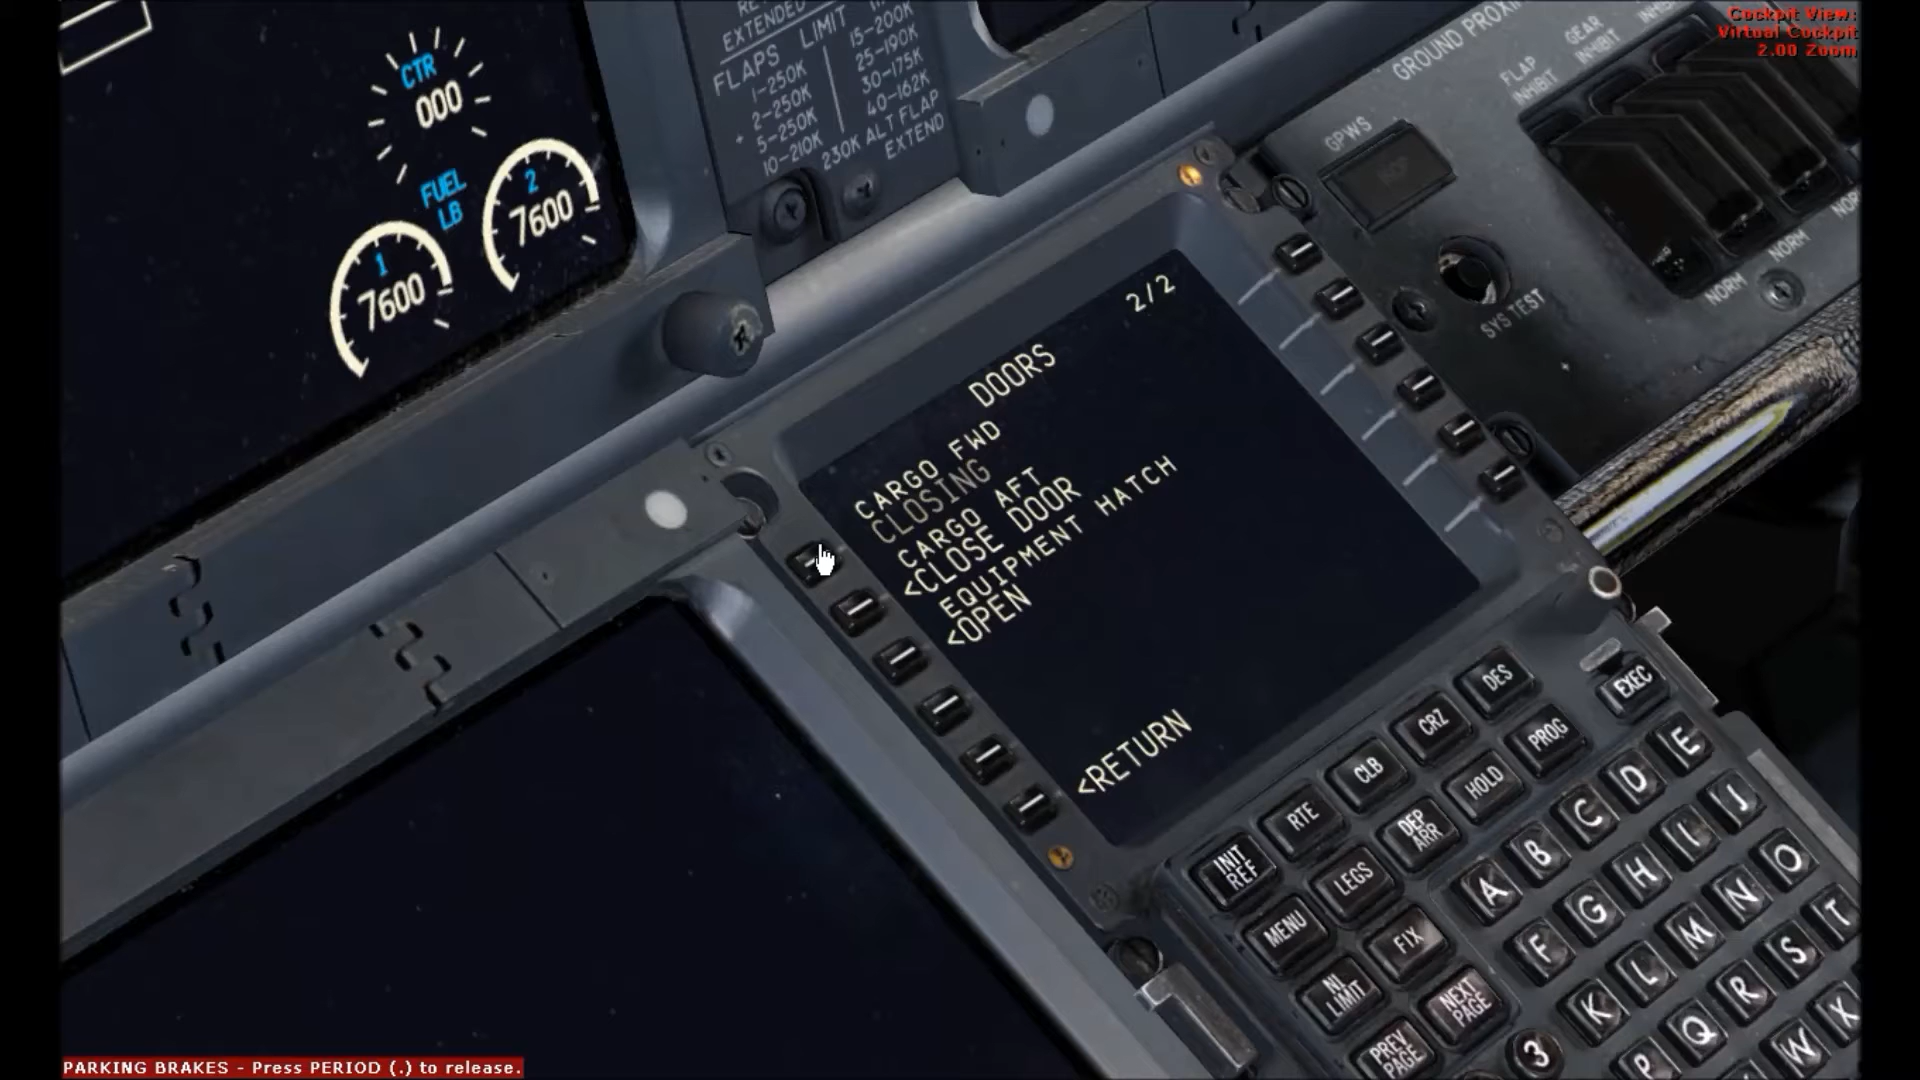 Cockpit View:
Virtual Cockpit
2.00 Zoom
CTR
000
FUEL
LB
1
7600
2
7600
EXTENDED
FLAPS LIMIT
1-250K
2-250K
5-250K
10-210K
15-200K
25-190K
30-175K
40-162K
230K ALT FLAP
EXTEND
GPWS
FLAP
INHIBIT
GEAR
INHIBIT
SYS TEST
NORM
NORM
2/2
DOORS
CARGO FWD
CLOSING
CARGO AFT
<CLOSE DOOR
EQUIPMENT HATCH
<OPEN
<RETURN
INIT
REF
RTE
CLB
CRZ
DES
EXEC
MENU
LEGS
DEP
ARR
HOLD
PROG
N1
LIMIT
FIX
PREV
PAGE
NEXT
PAGE
A B C D E
F G H I J
K L M N O
P Q R S T
W X
3
PARKING BRAKES - Press PERIOD (.) to release.